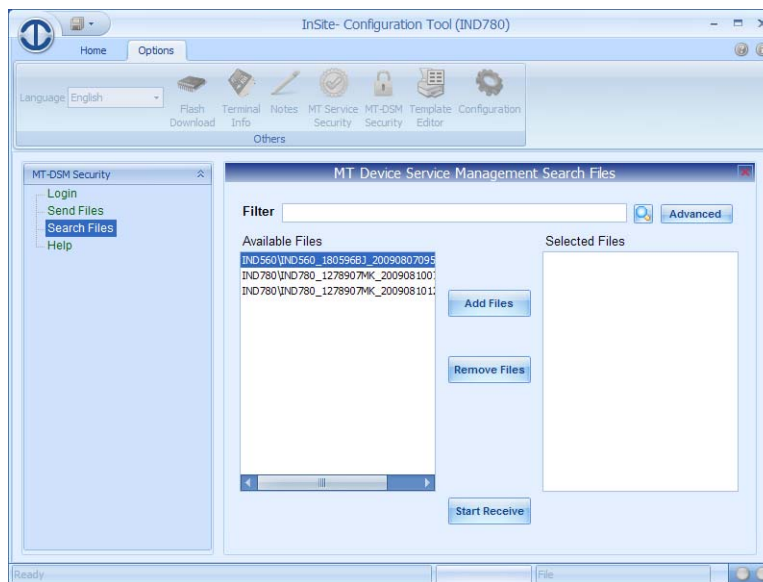 InSite- Configuration Tool (IND780)
Home Options
Language English
Flash Download
Terminal Info
Notes
MT Service Security
MT-DSM Security
Template Editor
Configuration
Others
MT-DSM Security
Login
Send Files
Search Files
Help
MT Device Service Management Search Files
Filter
Advanced
Available Files
Selected Files
IND560\IND560_180596BJ_20090807095
IND780\IND780_1278907MK_200908100
IND780\IND780_1278907MK_200908101
Add Files
Remove Files
Start Receive
Ready
File